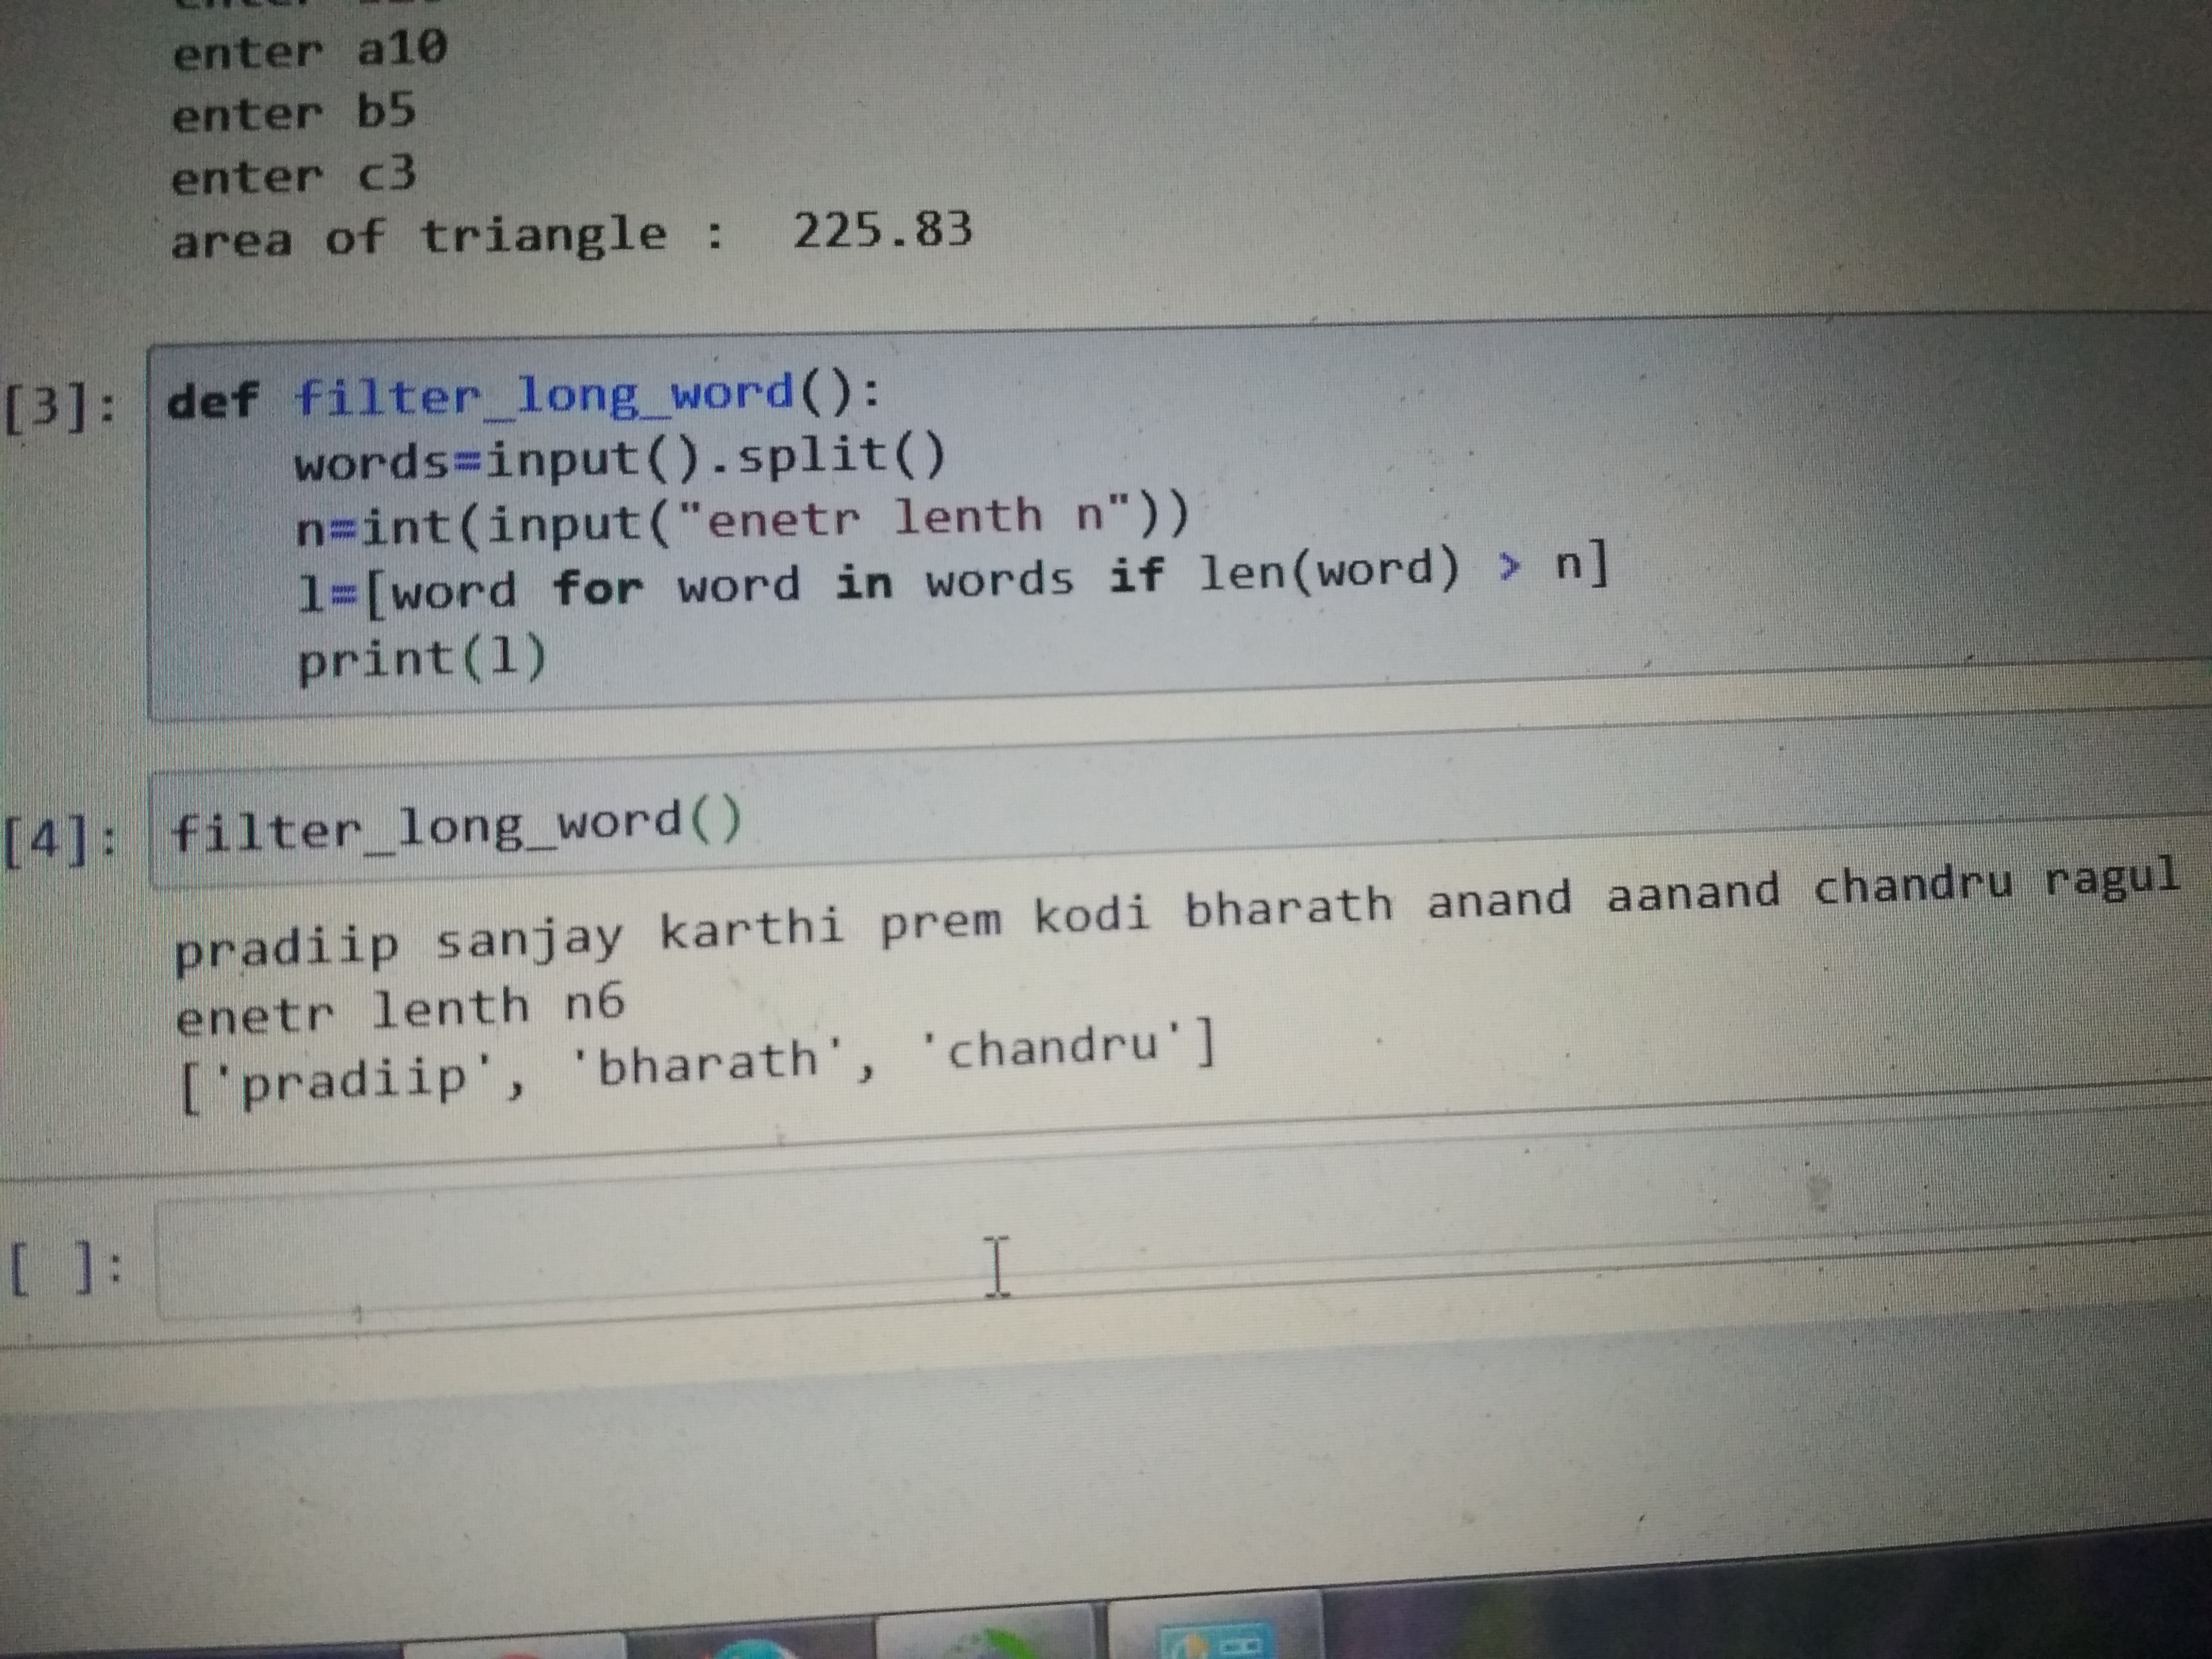 enter a10
enter b5
enter c3
area of triangle :  225.83
[3]: def filter_long_word():
    words=input().split()
    n=int(input("enetr lenth n"))
    l=[word for word in words if len(word) > n]
    print(l)
[4]: filter_long_word()
pradiip sanjay karthi prem kodi bharath anand aanand chandru ragul
enetr lenth n6
['pradiip', 'bharath', 'chandru']
[ ]: